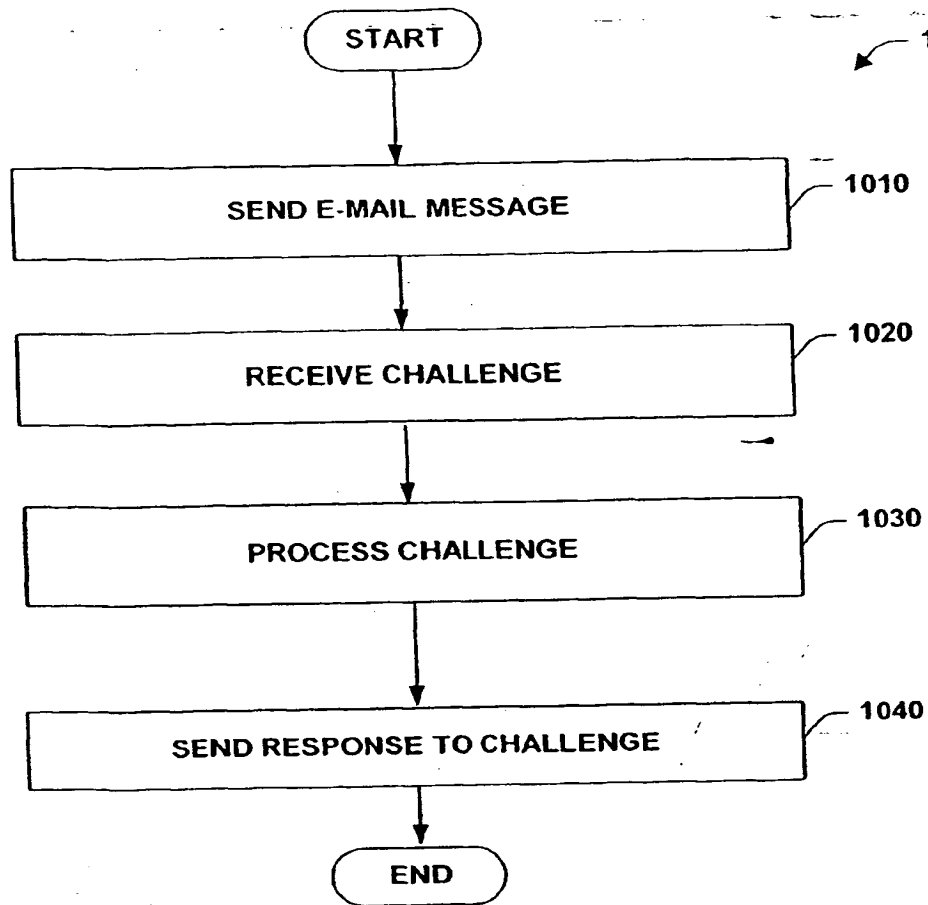 START
SEND E-MAIL MESSAGE
1010
RECEIVE CHALLENGE
1020
PROCESS CHALLENGE
1030
SEND RESPONSE TO CHALLENGE
1040
END